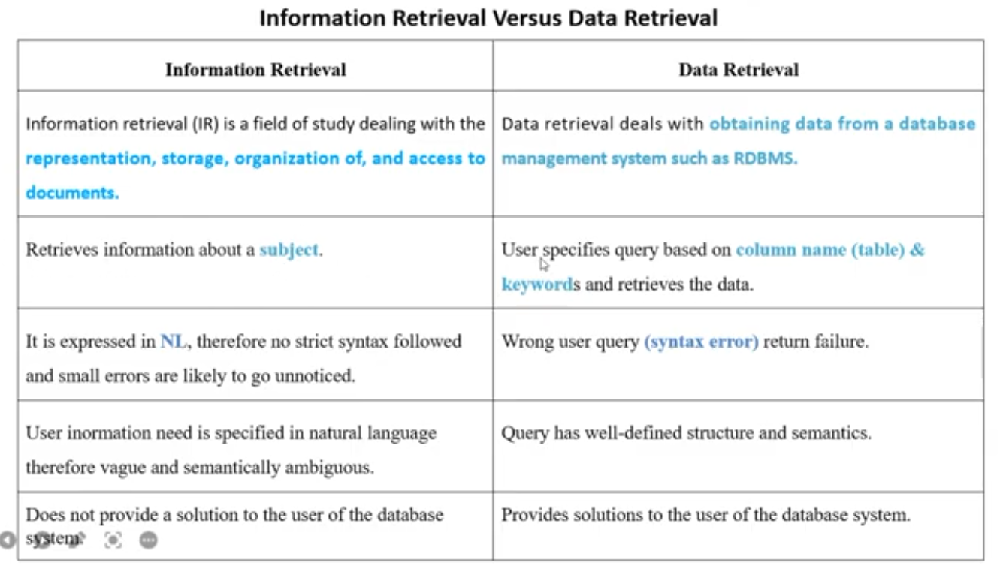 Information Retrieval Versus Data Retrieval
Information Retrieval
Data Retrieval
Information retrieval (IR) is a field of study dealing with the
representation, storage, organization of, and access to
documents.
Data retrieval deals with obtaining data from a database
management system such as RDBMS.
Retrieves information about a subject.
User specifies query based on column name (table) &
keywords and retrieves the data.
It is expressed in NL, therefore no strict syntax followed
and small errors are likely to go unnoticed.
Wrong user query (syntax error) return failure.
User inormation need is specified in natural language
therefore vague and semantically ambiguous.
Query has well-defined structure and semantics.
Does not provide a solution to the user of the database
system.
Provides solutions to the user of the database system.